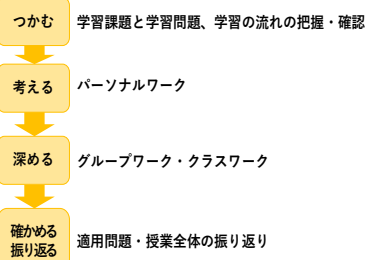 つかむ
学習課題と学習問題、学習の流れの把握・確認
考える
パーソナルワーク
深める
グループワーク・クラスワーク
確かめる
振り返る
適用問題・授業全体の振り返り